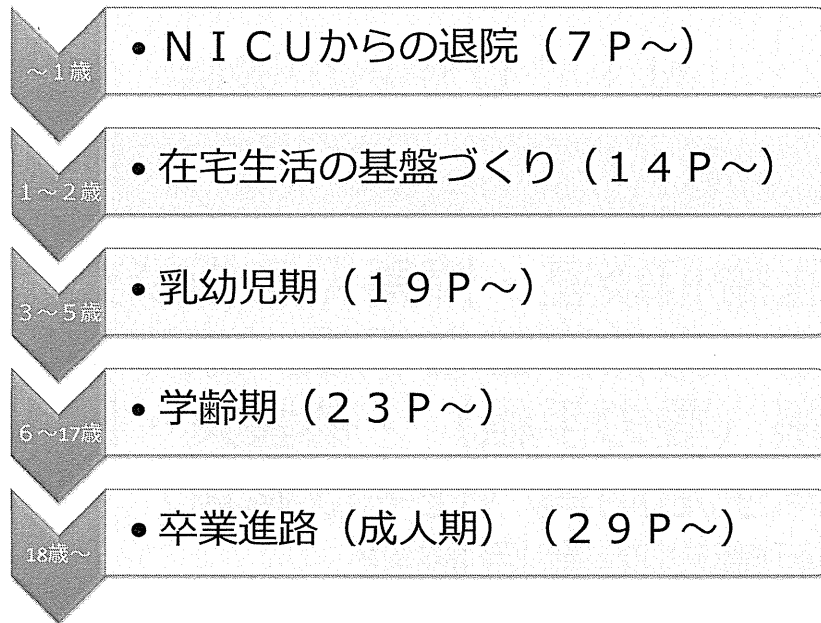 ～1歳
• ＮＩＣＵからの退院（７Ｐ～）
1～2歳
• 在宅生活の基盤づくり（１４Ｐ～）
3～5歳
• 乳幼児期（１９Ｐ～）
6～17歳
• 学齢期（２３Ｐ～）
18歳～
• 卒業進路（成人期）（２９Ｐ～）